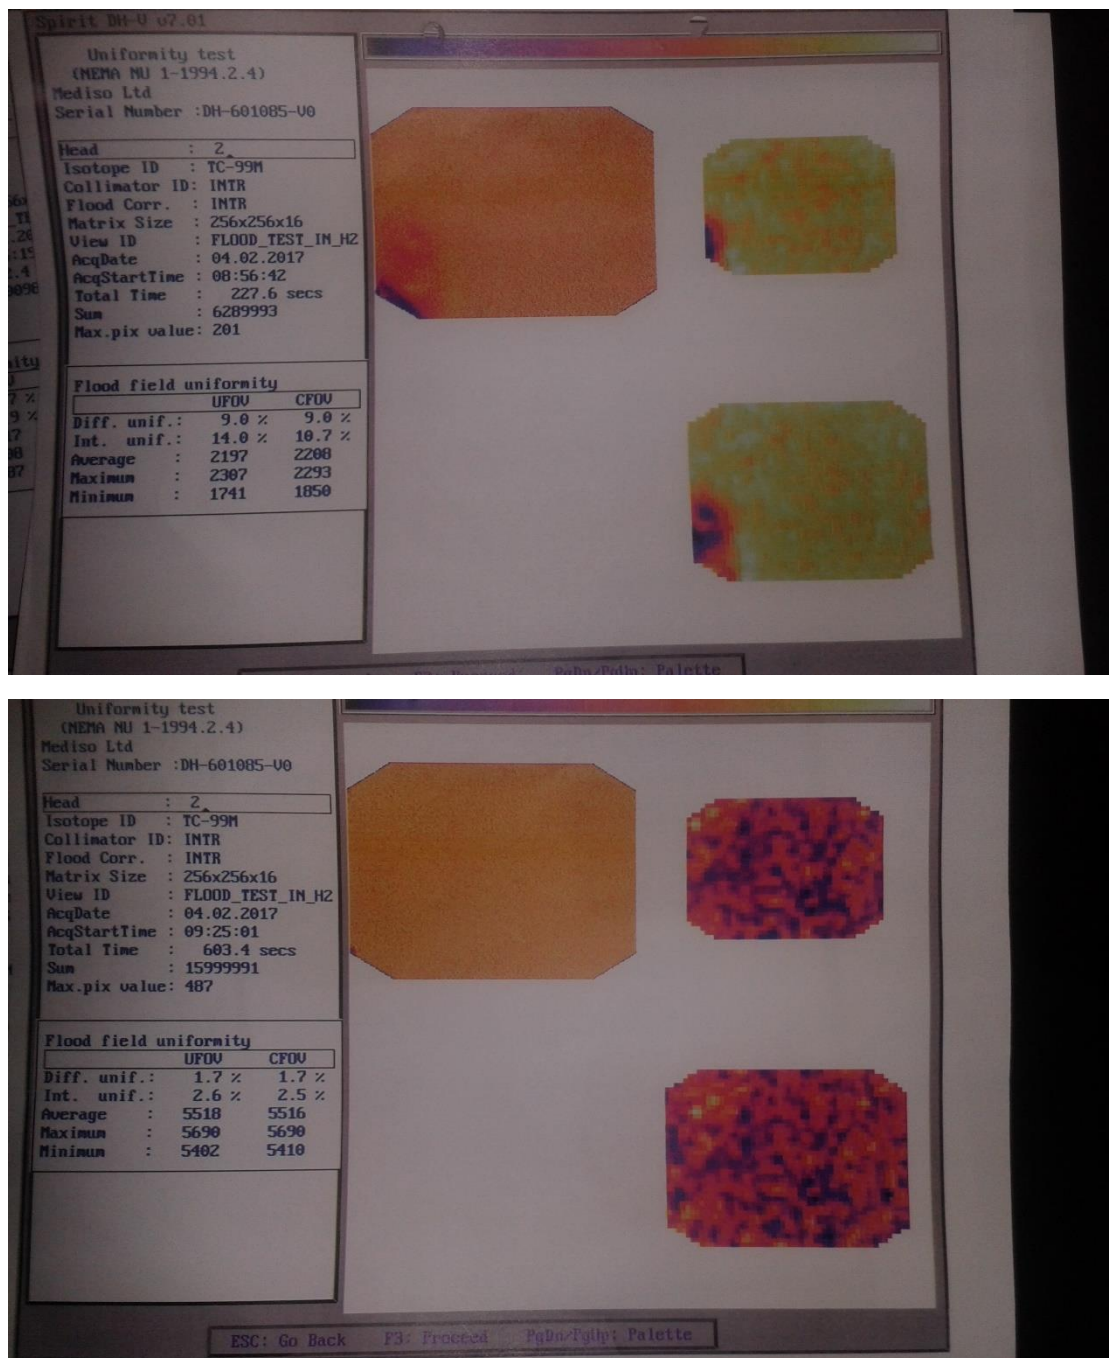 Spirit DH-V v7.01
Uniformity test
(NEMA NU 1-1994.2.4)
Mediso Ltd
Serial Number :DH-601085-V0
Head : 2
Isotope ID : TC-99M
Collimator ID: INTR
Flood Corr. : INTR
Matrix Size : 256x256x16
View ID : FLOOD_TEST_IN_H2
AcqDate : 04.02.2017
AcqStartTime : 08:56:42
Total Time : 227.6 secs
Sum : 6289993
Max.pix value: 201
Flood field uniformity
UFOV CFOV
Diff. unif.: 9.0 % 9.0 %
Int. unif.: 14.0 % 10.7 %
Average : 2197 2208
Maximum : 2307 2293
Minimum : 1741 1850
PgDn/PgUp: Palette
Uniformity test
(NEMA NU 1-1994.2.4)
Mediso Ltd
Serial Number :DH-601085-V0
Head : 2
Isotope ID : TC-99M
Collimator ID: INTR
Flood Corr. : INTR
Matrix Size : 256x256x16
View ID : FLOOD_TEST_IN_H2
AcqDate : 04.02.2017
AcqStartTime : 09:25:01
Total Time : 603.4 secs
Sum : 15999991
Max.pix value: 487
Flood field uniformity
UFOV CFOV
Diff. unif.: 1.7 % 1.7 %
Int. unif.: 2.6 % 2.5 %
Average : 5518 5516
Maximum : 5690 5690
Minimum : 5402 5410
ESC: Go Back F3: Proceed PgDn/PgUp: Palette